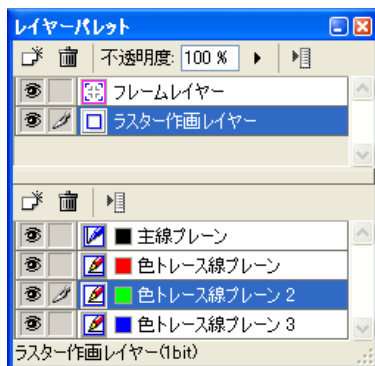 レイヤーパレット
不透明度: 100 %
フレームレイヤー
ラスター作画レイヤー
主線プレーン
色トレース線プレーン
色トレース線プレーン 2
色トレース線プレーン 3
ラスター作画レイヤー(1bit)